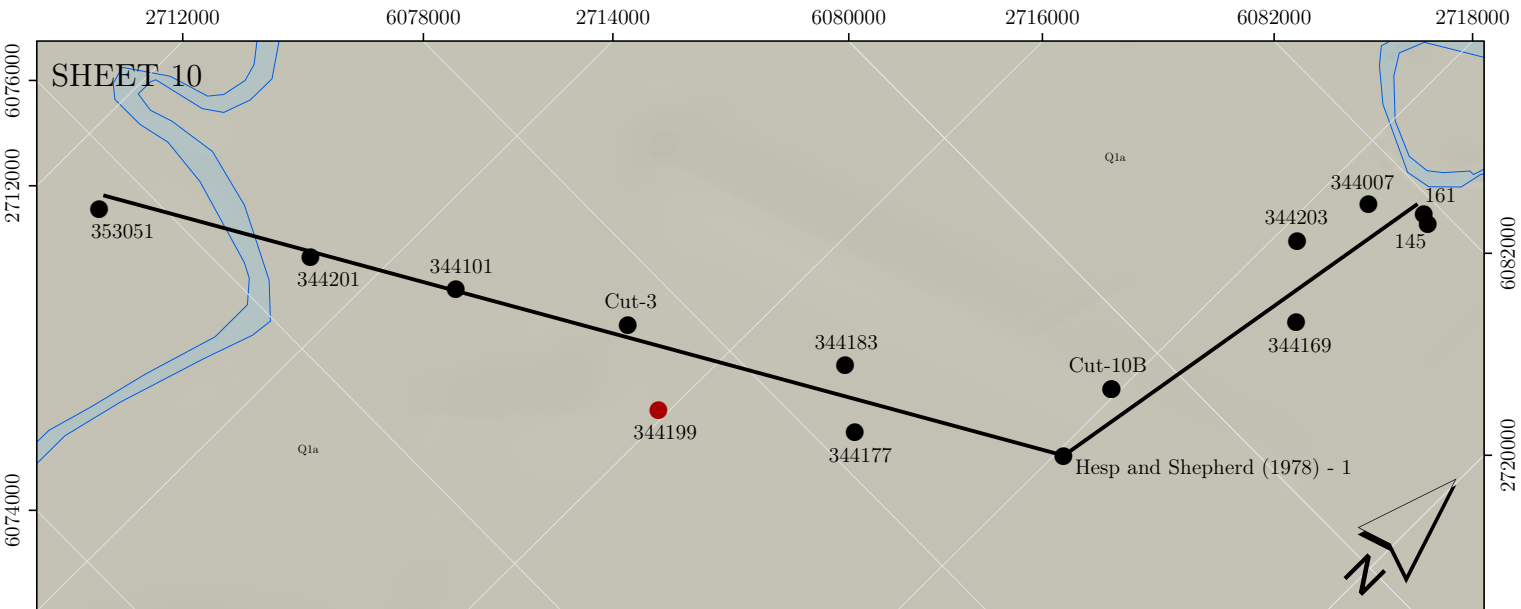 2712000 6078000 2714000 6080000 2716000 6082000 2718000
6076000
SHEET 10
2712000
6074000
Q1a
344007
161
344203
145
6082000
353051
344201
344101
Cut-3
344183
344169
Cut-10B
344199
344177
Q1a
Hesp and Shepherd (1978) - 1
2720000
N